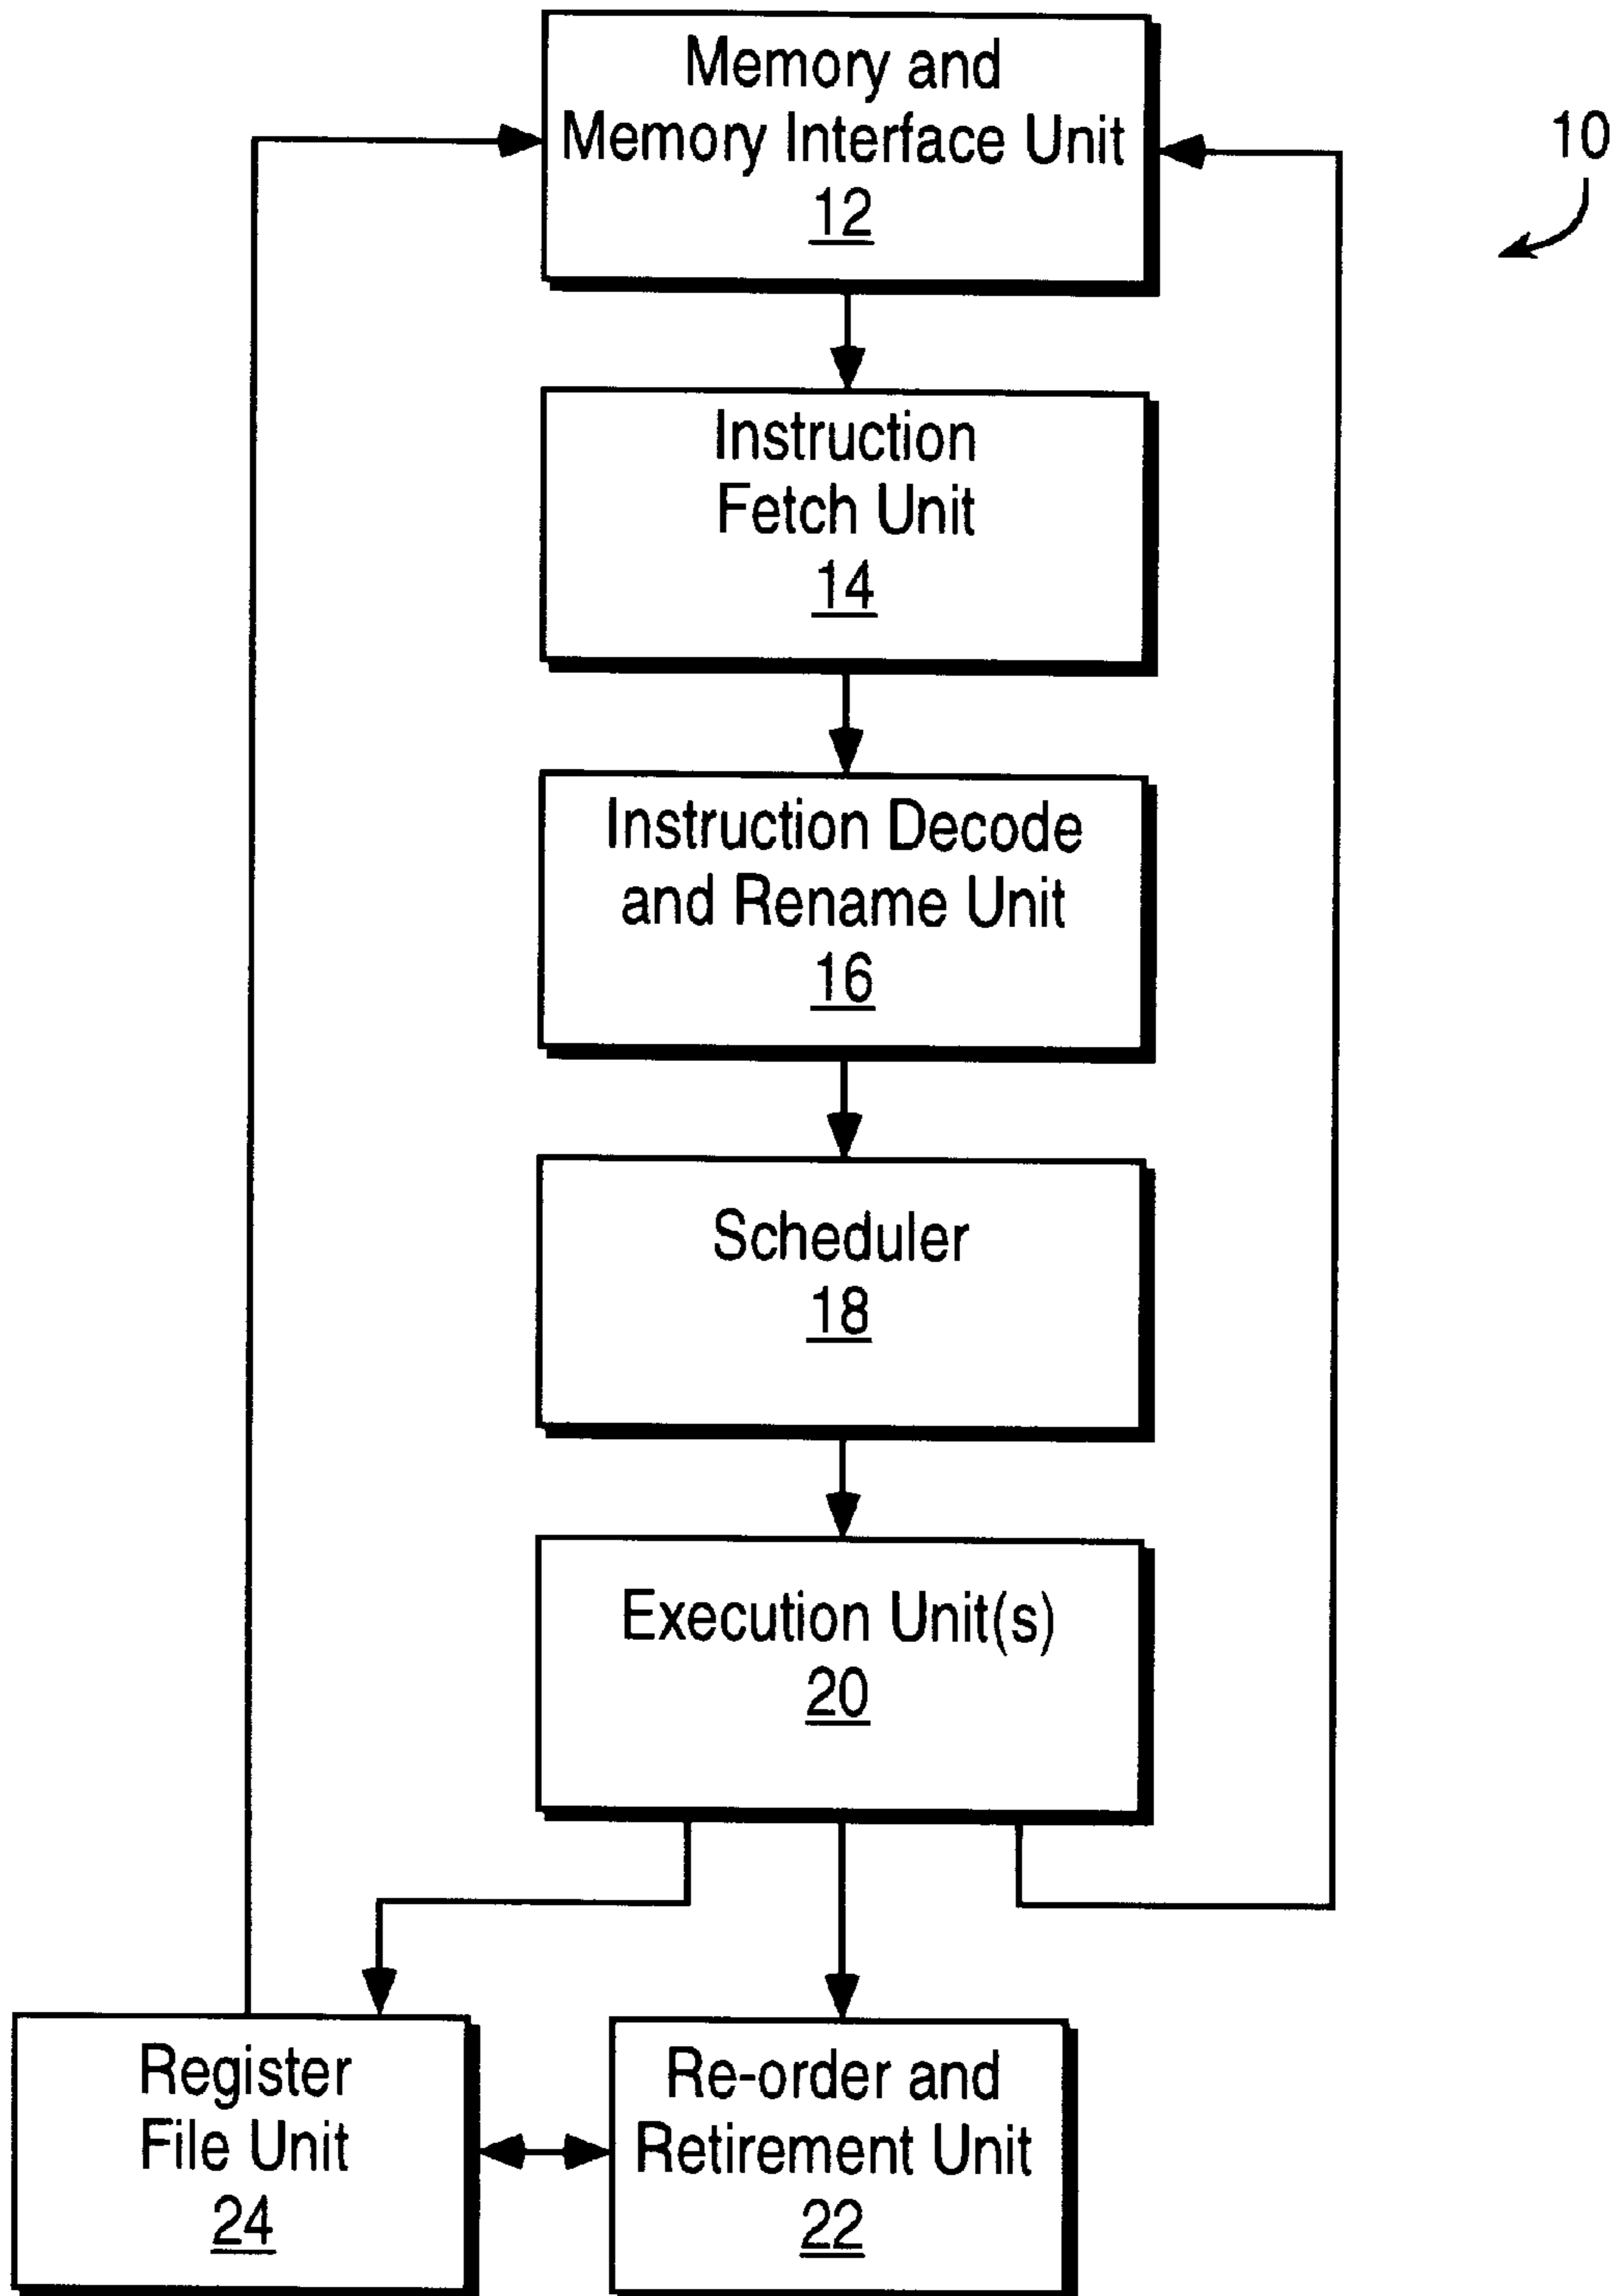 Memory and
Memory Interface Unit
12
10
Instruction
Fetch Unit
14
Instruction Decode
and Rename Unit
16
Scheduler
18
Execution Unit(s)
20
Register
File Unit
24
Re-order and
Retirement Unit
22